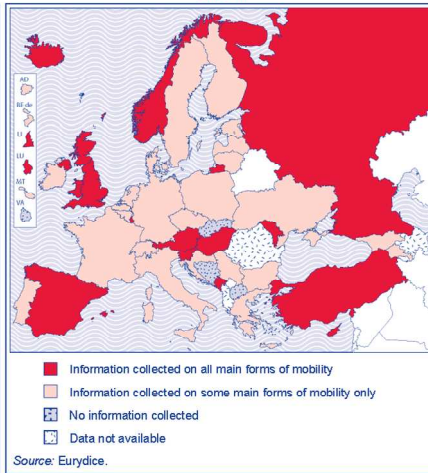 AD
BE de
LI
LU
MT
VA
Information collected on all main forms of mobility
Information collected on some main forms of mobility only
No information collected
Data not available
Source: Eurydice.